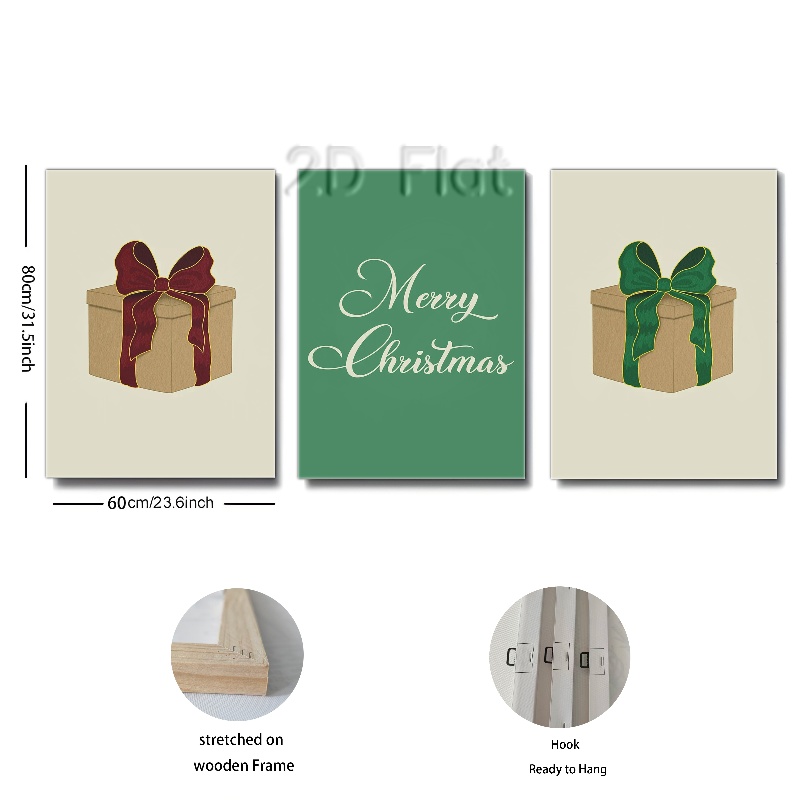 2D Flat
Merry
Christmas
80cm/31.5inch
60cm/23.6inch
stretched on
wooden Frame
Hook
Ready to Hang